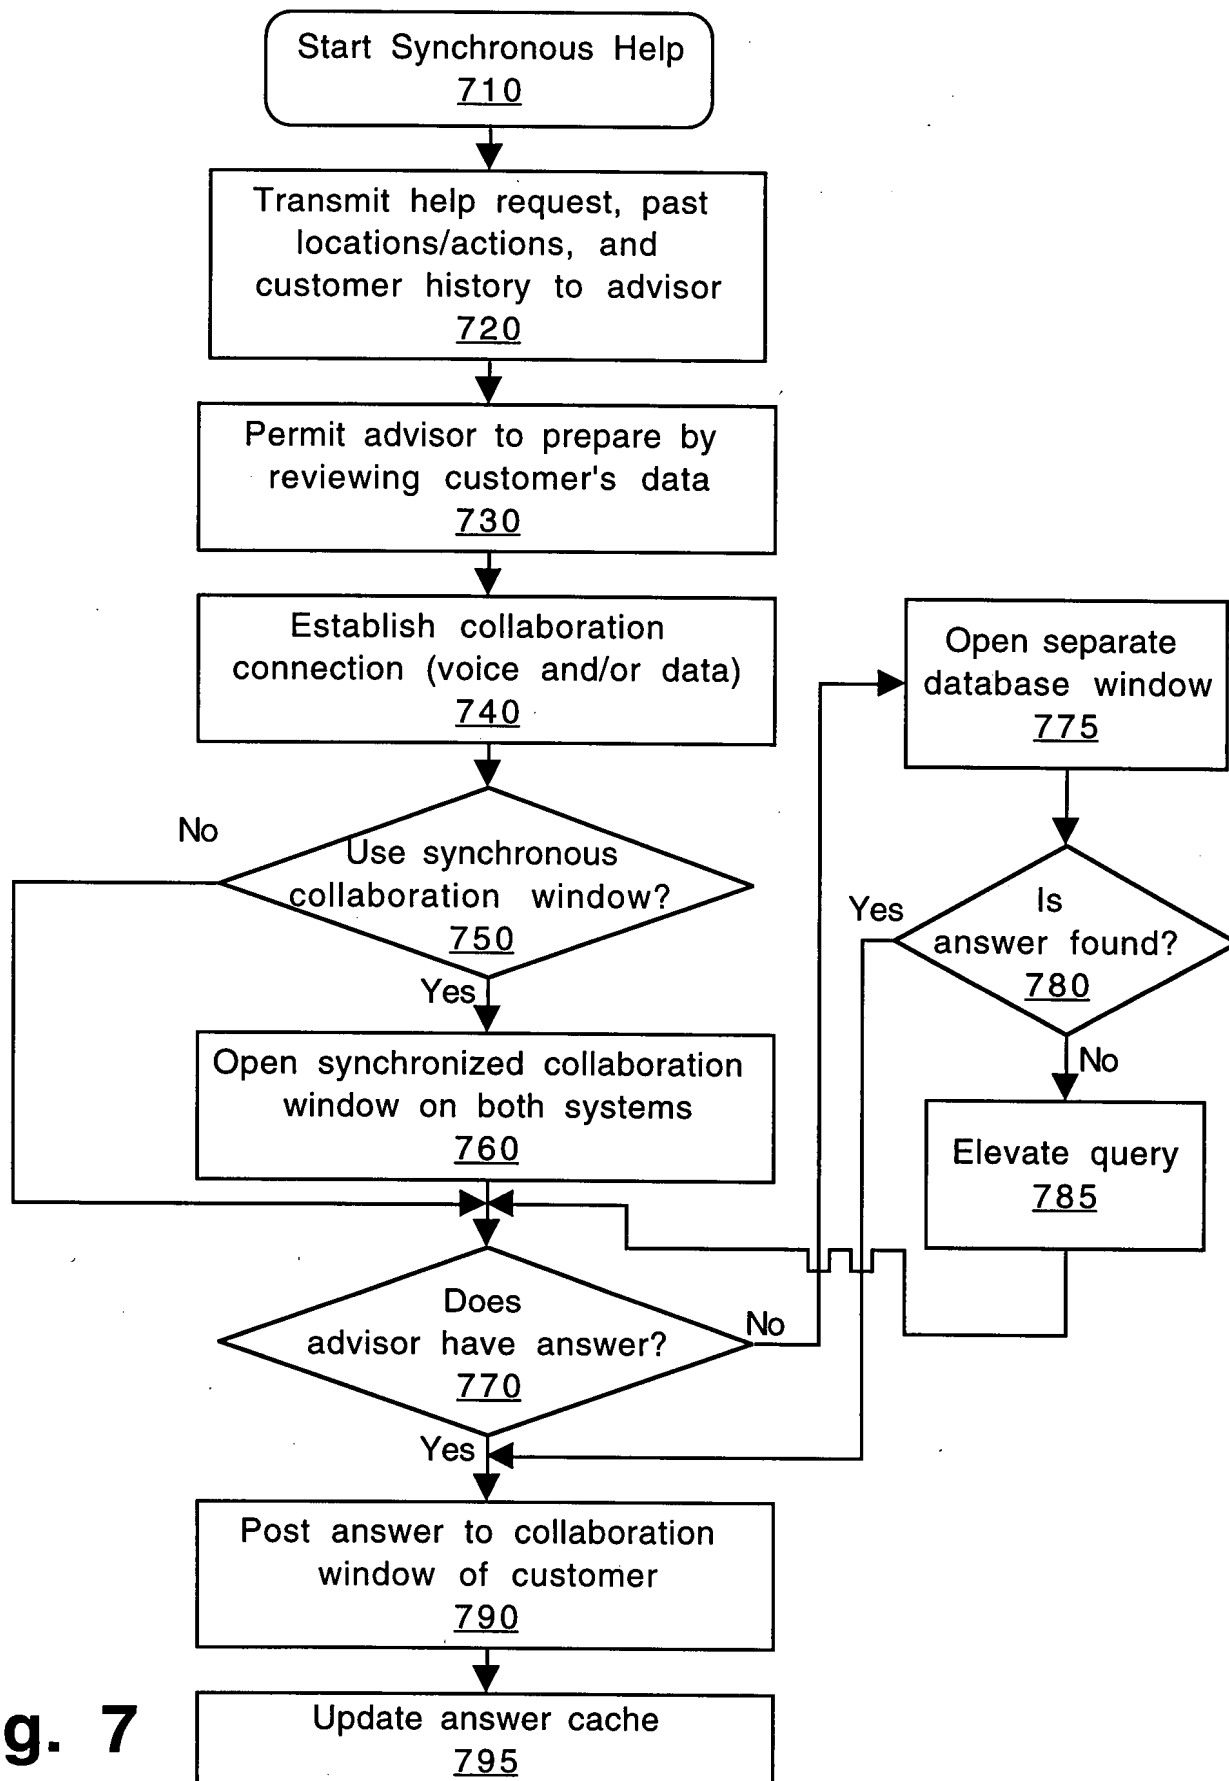 Start Synchronous Help
710
Transmit help request, past
locations/actions, and
customer history to advisor
720
Permit advisor to prepare by
reviewing customer's data
730
Establish collaboration
connection (voice and/or data)
740
Open separate
database window
775
No
Use synchronous
collaboration window?
750
Yes
Yes
Is
answer found?
780
No
Open synchronized collaboration
window on both systems
760
Elevate query
785
Does
advisor have answer?
770
No
Yes
Post answer to collaboration
window of customer
790
Update answer cache
795
g. 7